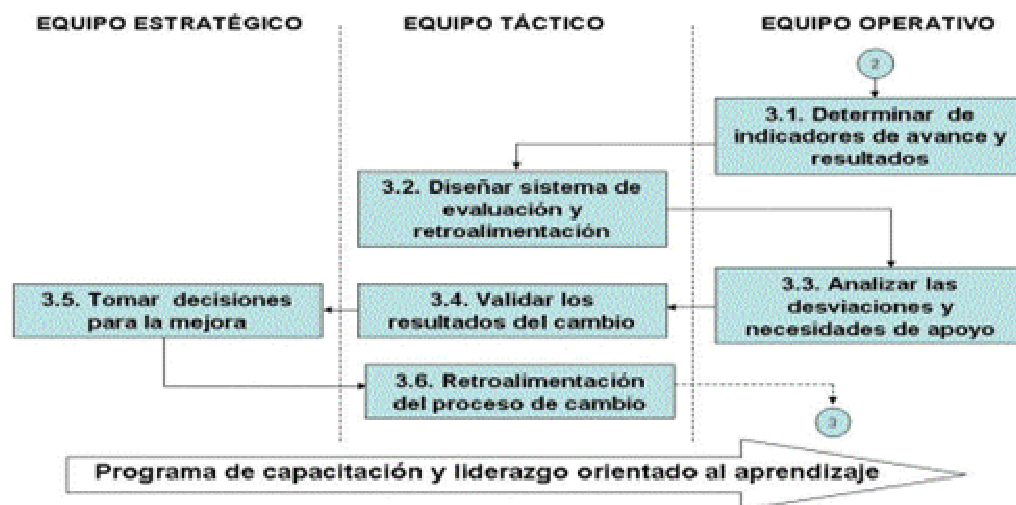 EQUIPO ESTRATÉGICO
EQUIPO TÁCTICO
EQUIPO OPERATIVO
2
3.1. Determinar de
indicadores de avance y
resultados
3.2. Diseñar sistema de
evaluación y
retroalimentación
3.3. Analizar las
desviaciones y
necesidades de apoyo
3.4. Validar los
resultados del cambio
3.5. Tomar decisiones
para la mejora
3.6. Retroalimentación
del proceso de cambio
3
Programa de capacitación y liderazgo orientado al aprendizaje